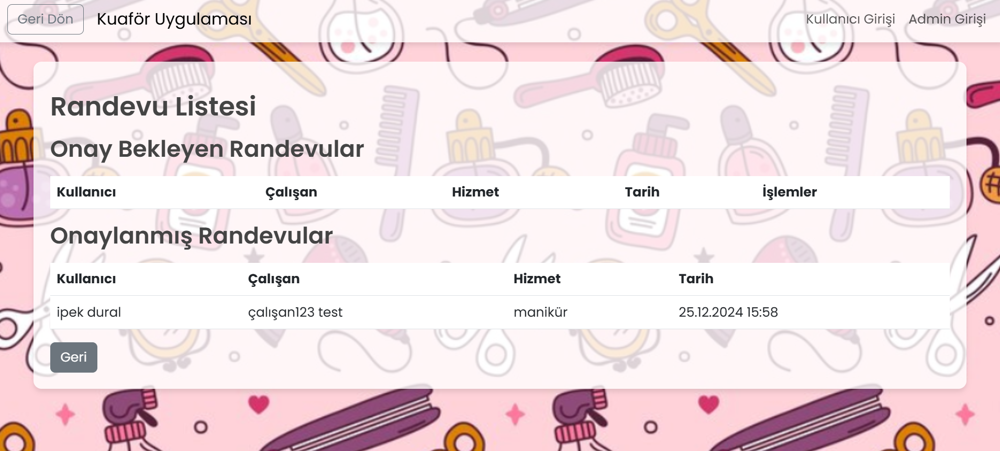 Geri Dön Kuaför Uygulaması Kullanıcı Girişi Admin Girişi
Randevu Listesi
Onay Bekleyen Randevular
Kullanıcı Çalışan Hizmet Tarih İşlemler
Onaylanmış Randevular
Kullanıcı Çalışan Hizmet Tarih
ipek dural çalışan123 test manikür 25.12.2024 15:58
Geri